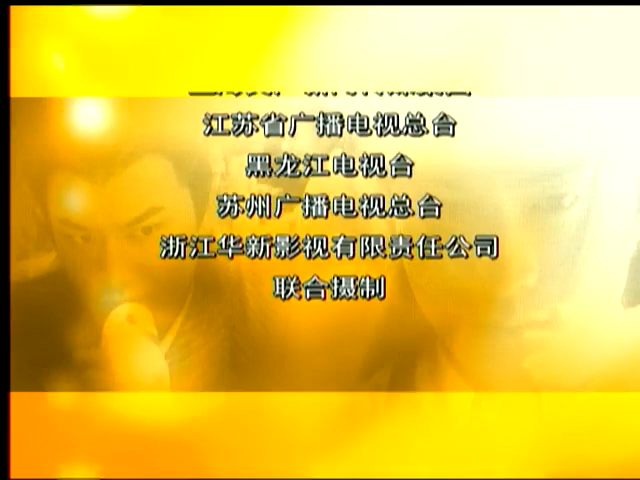 江苏省广播电视总台
黑龙江电视台
苏州广播电视总台
浙江华新影视有限责任公司
联合摄制